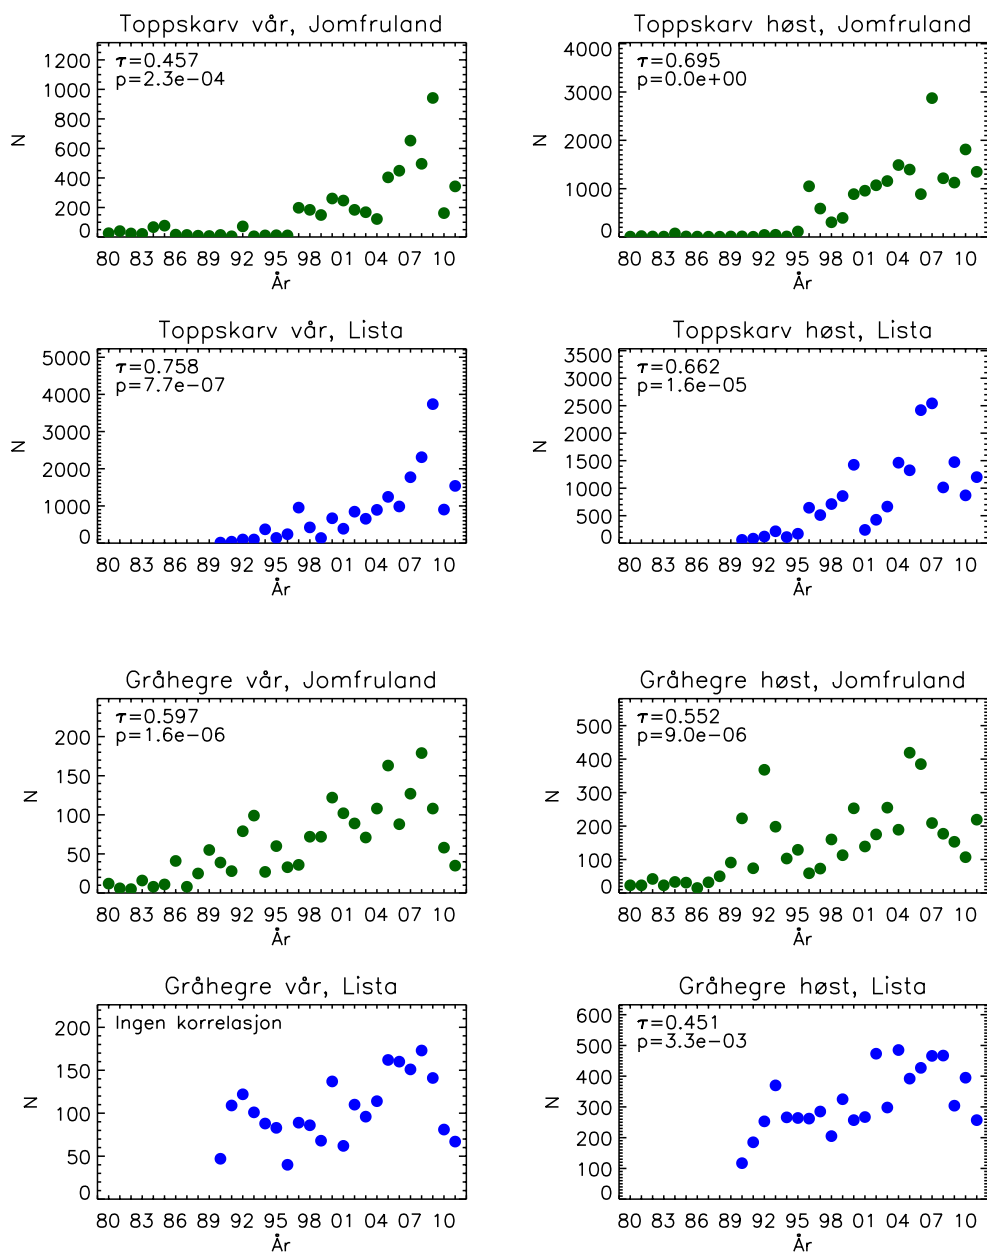 Toppskarv vår, Jomfruland
τ=0.457
p=2.3e-04
1200
1000
800
600
400
200
0
N
80 83 86 89 92 95 98 01 04 07 10
År
Toppskarv høst, Jomfruland
τ=0.695
p=0.0e+00
4000
3000
2000
1000
0
N
80 83 86 89 92 95 98 01 04 07 10
År
Toppskarv vår, Lista
τ=0.758
p=7.7e-07
5000
4000
3000
2000
1000
0
N
80 83 86 89 92 95 98 01 04 07 10
År
Toppskarv høst, Lista
τ=0.662
p=1.6e-05
3500
3000
2500
2000
1500
1000
500
0
N
80 83 86 89 92 95 98 01 04 07 10
År
Gråhegre vår, Jomfruland
τ=0.597
p=1.6e-06
200
150
100
50
0
N
80 83 86 89 92 95 98 01 04 07 10
År
Gråhegre høst, Jomfruland
τ=0.552
p=9.0e-06
500
400
300
200
100
0
N
80 83 86 89 92 95 98 01 04 07 10
År
Gråhegre vår, Lista
Ingen korrelasjon
200
150
100
50
0
N
80 83 86 89 92 95 98 01 04 07 10
År
Gråhegre høst, Lista
τ=0.451
p=3.3e-03
600
500
400
300
200
100
0
N
80 83 86 89 92 95 98 01 04 07 10
År